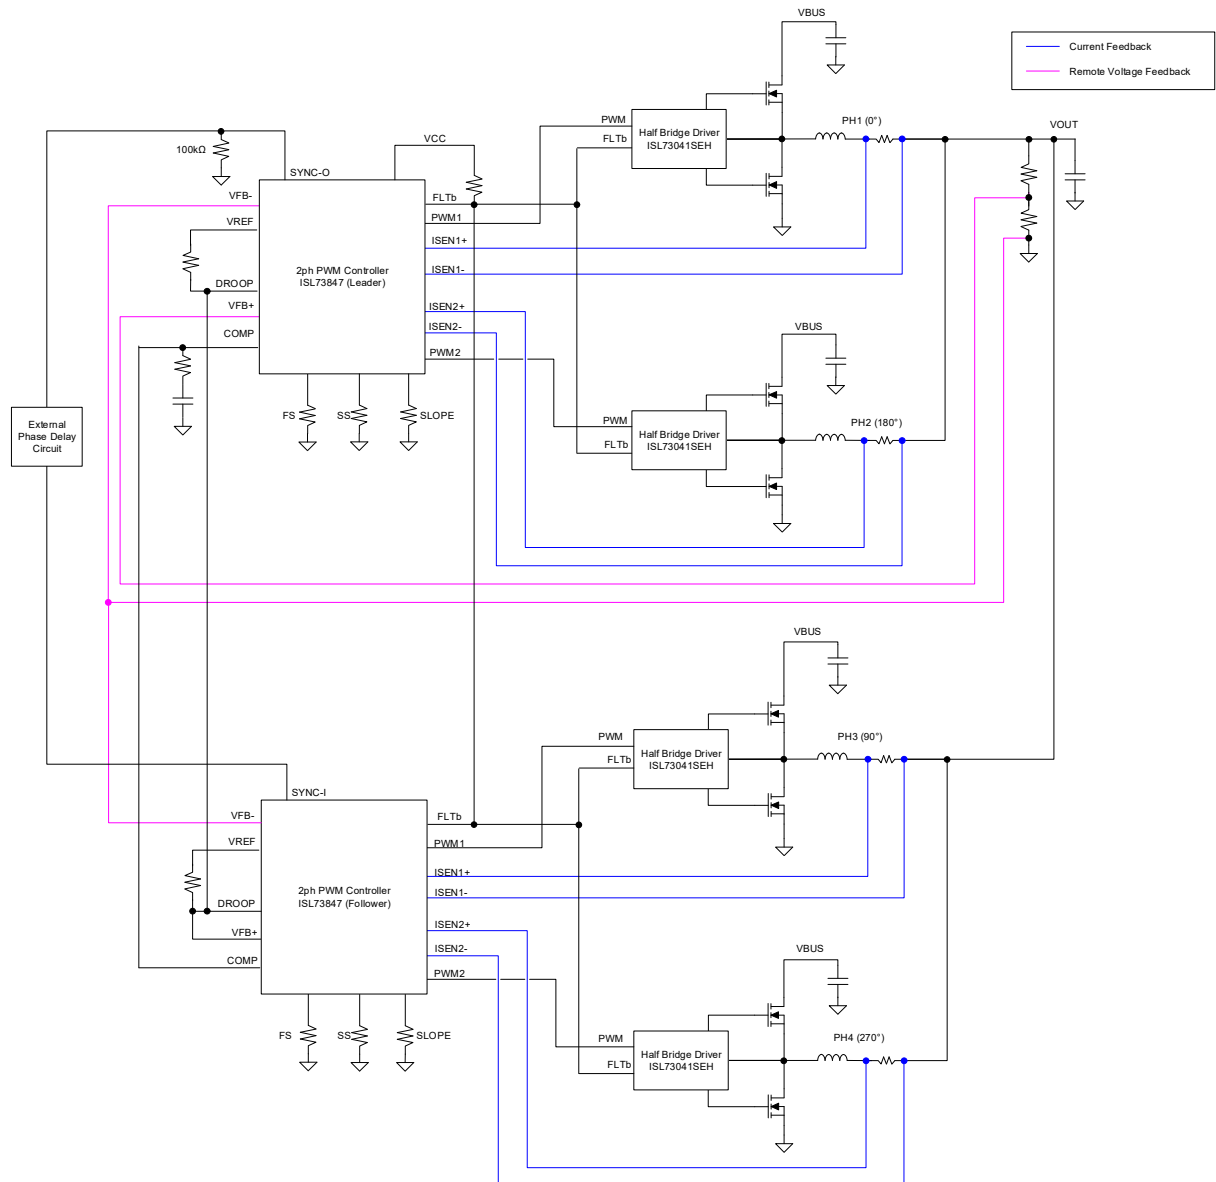 VBUS
Current Feedback
Remote Voltage Feedback
PWM
FLTb
Half Bridge Driver
ISL73041SEH
PH1 (0°)
VOUT
100kΩ
VCC
SYNC-O
VFB-
VREF
DROOP
VFB+
COMP
2ph PWM Controller
ISL73847 (Leader)
FLTb
PWM1
ISEN1+
ISEN1-
ISEN2+
ISEN2-
PWM2
FS
SS
SLOPE
VBUS
PWM
FLTb
Half Bridge Driver
ISL73041SEH
PH2 (180°)
External
Phase Delay
Circuit
VBUS
PWM
FLTb
Half Bridge Driver
ISL73041SEH
PH3 (90°)
SYNC-I
VFB-
VREF
DROOP
VFB+
COMP
2ph PWM Controller
ISL73847 (Follower)
FLTb
PWM1
ISEN1+
ISEN1-
ISEN2+
ISEN2-
PWM2
FS
SS
SLOPE
VBUS
PWM
FLTb
Half Bridge Driver
ISL73041SEH
PH4 (270°)